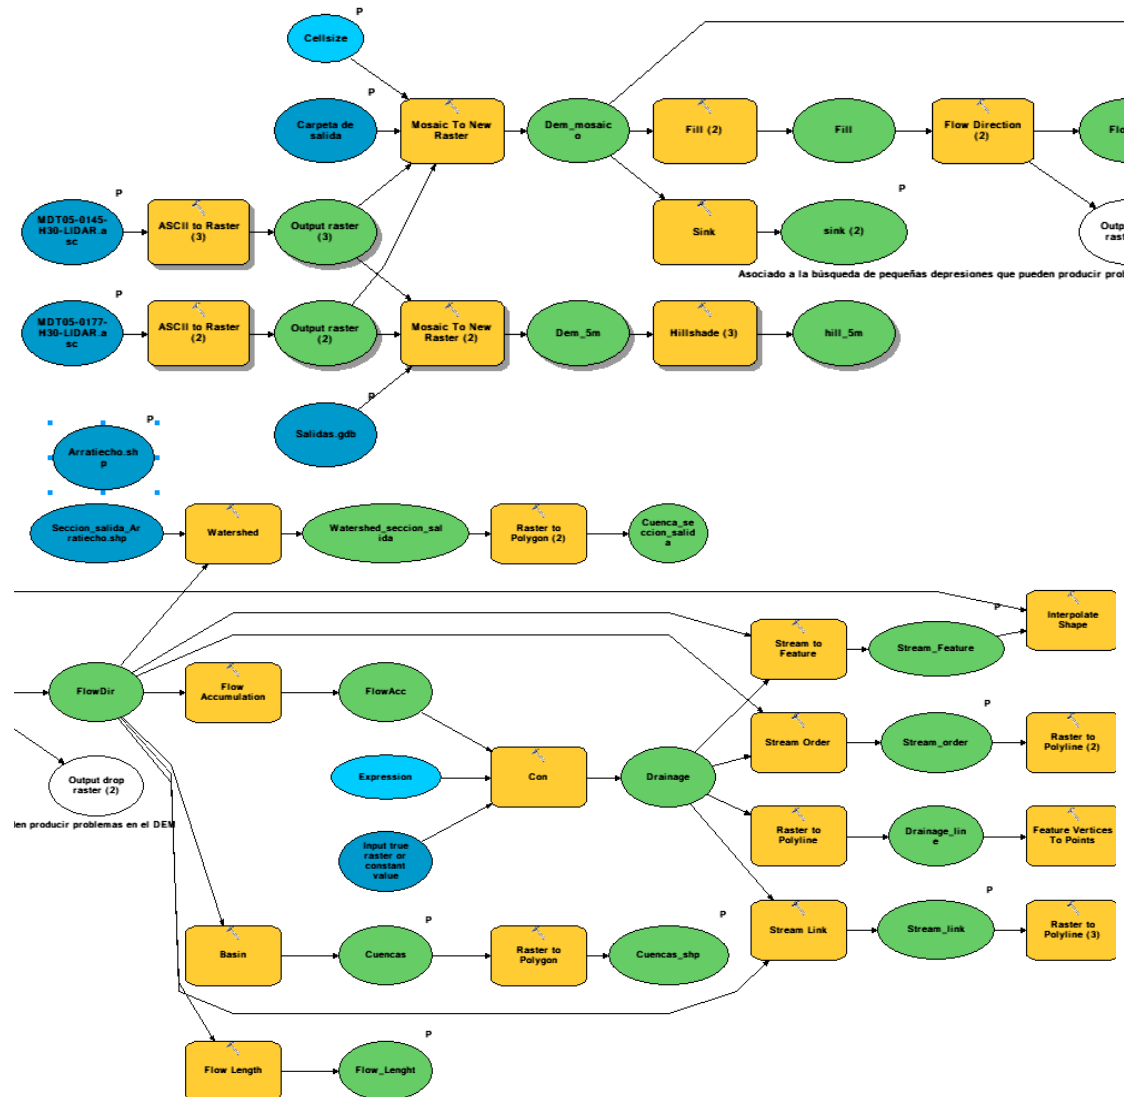 P
Cellsize
P
Carpeta de
salida
Mosaic To New
Raster
Dem_mosaic
o
Fill (2)
Fill
Flow Direction
(2)
Flo
P
MDT05-0145-
H30-LIDAR.a
sc
ASCII to Raster
(3)
Output raster
(3)
Sink
P
sink (2)
Outp
rast
Asociado a la búsqueda de pequeñas depresiones que pueden producir prol
P
MDT05-0177-
H30-LIDAR.a
sc
ASCII to Raster
(2)
Output raster
(2)
Mosaic To New
Raster (2)
Dem_5m
Hillshade (3)
hill_5m
P
Salidas.gdb
P
Arratiecho.sh
p
Seccion_salida_Ar
ratiecho.shp
Watershed
Watershed_seccion_sal
ida
Raster to
Polygon (2)
Cuenca_se
ccion_salid
a
P
Interpolate
Shape
Stream to
Feature
Stream_Feature
FlowDir
Flow
Accumulation
FlowAcc
P
Stream Order
Stream_order
Raster to
Polyline (2)
Output drop
raster (2)
Expression
Con
Drainage
den producir problemas en el DEM
Input true
raster or
constant
value
Raster to
Polyline
Drainage_lin
e
Feature Vertices
To Points
P
Stream Link
Stream_link
Raster to
Polyline (3)
Basin
P
Cuencas
Raster to
Polygon
P
Cuencas_shp
Flow Length
P
Flow_Lenght